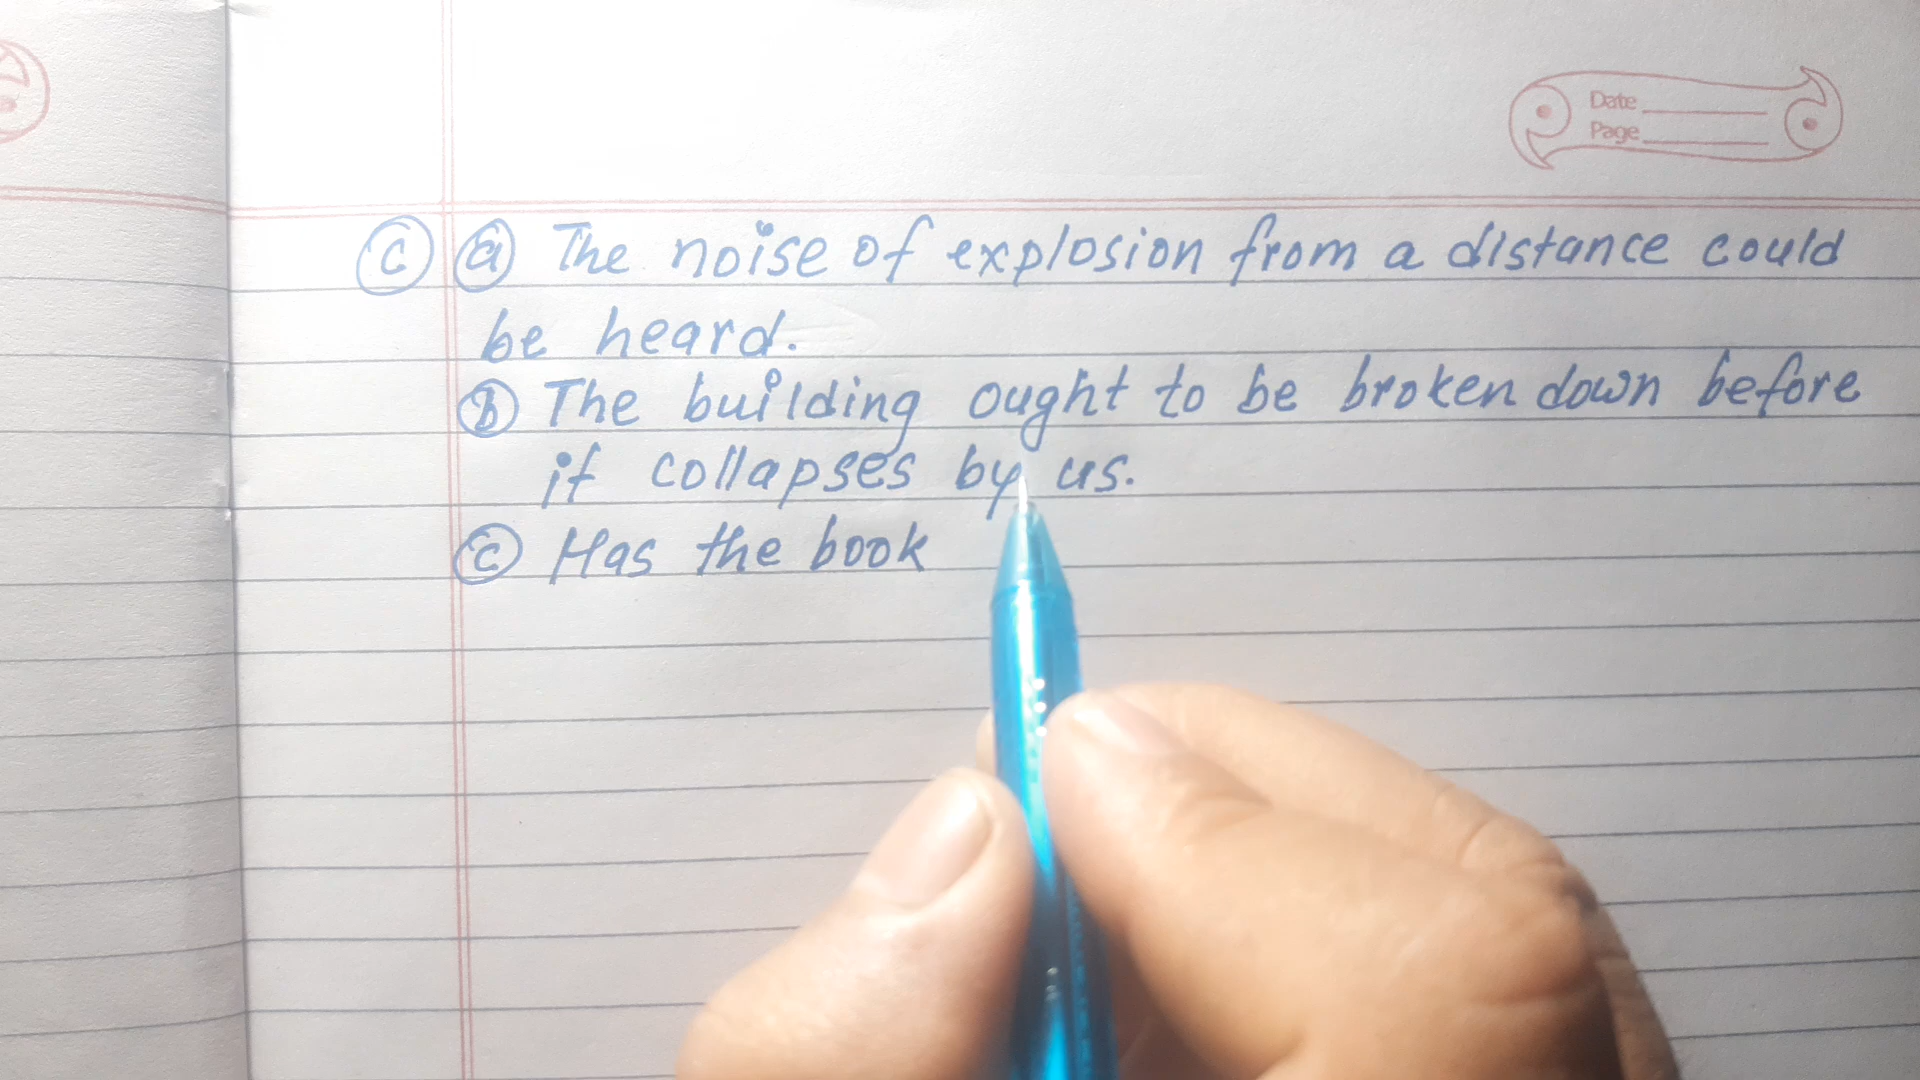 Date
Page
C a The noise of explosion from a distance could
be heard.
b The building ought to be broken down before
it collapses by us.
c Has the book